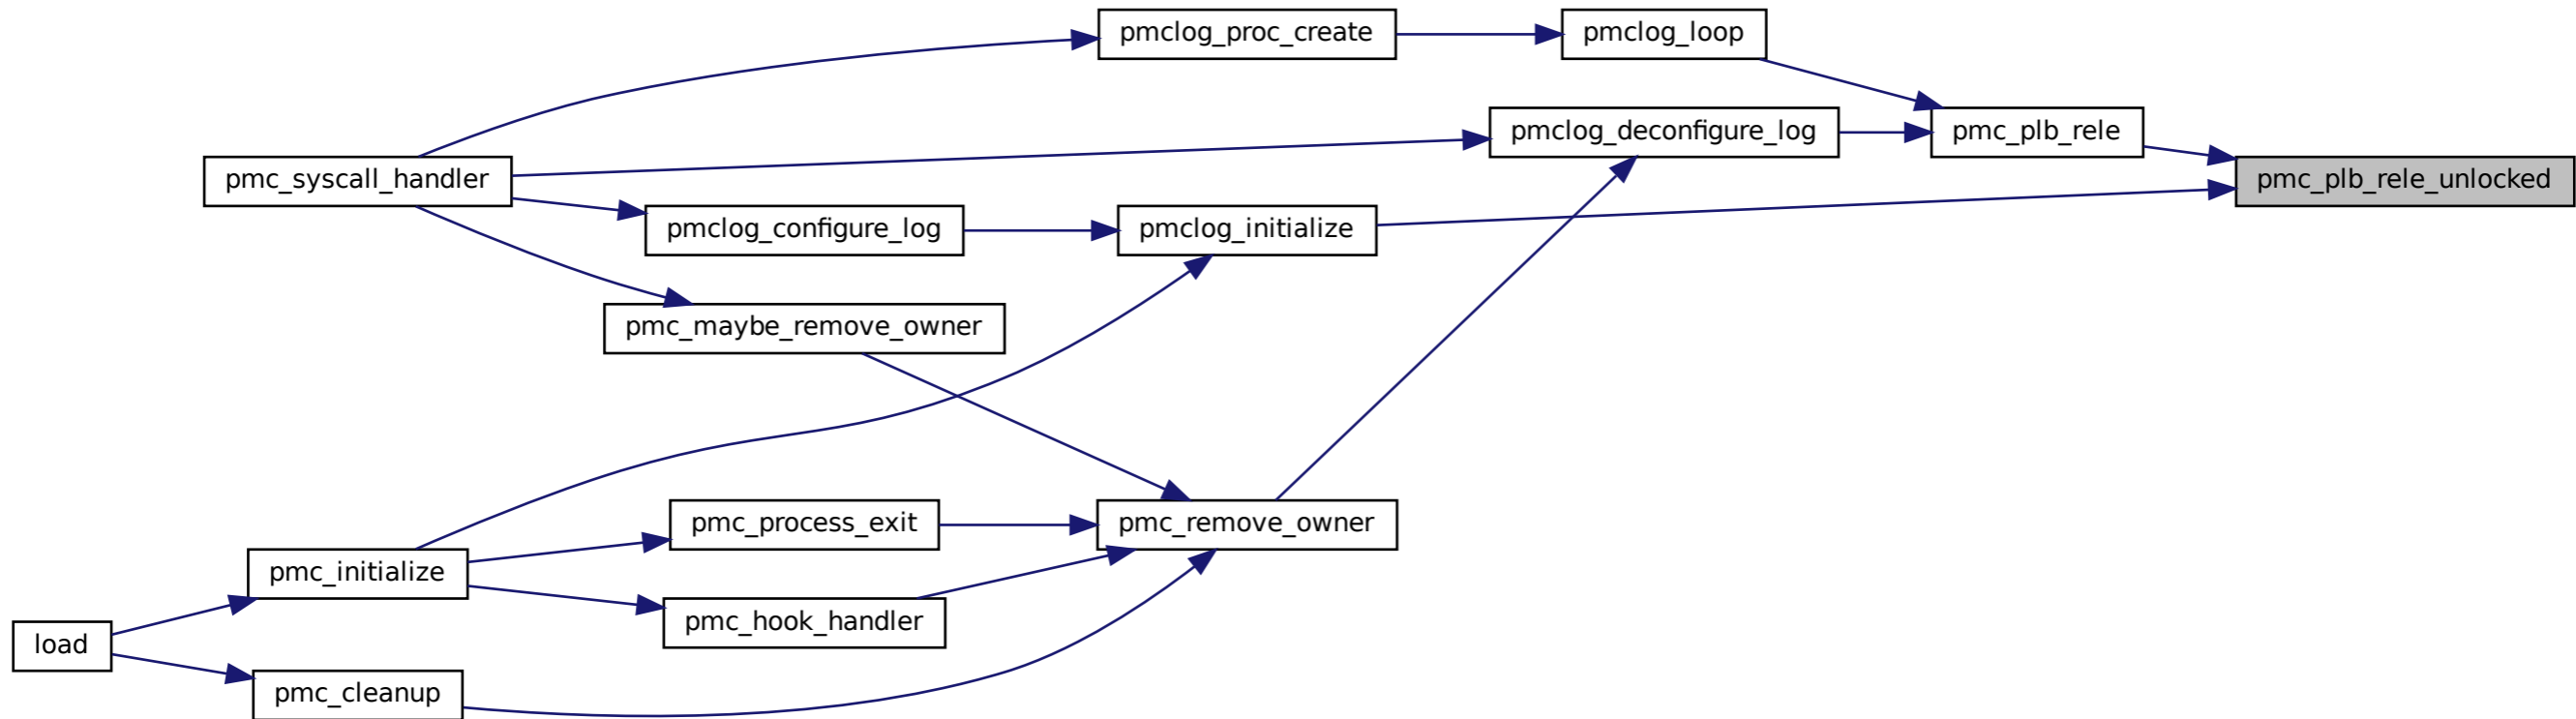 pmclog_proc_create
pmclog_loop
pmclog_deconfigure_log
pmc_plb_rele
pmc_syscall_handler
pmc_plb_rele_unlocked
pmclog_configure_log
pmclog_initialize
pmc_maybe_remove_owner
pmc_process_exit
pmc_remove_owner
pmc_initialize
pmc_hook_handler
load
pmc_cleanup